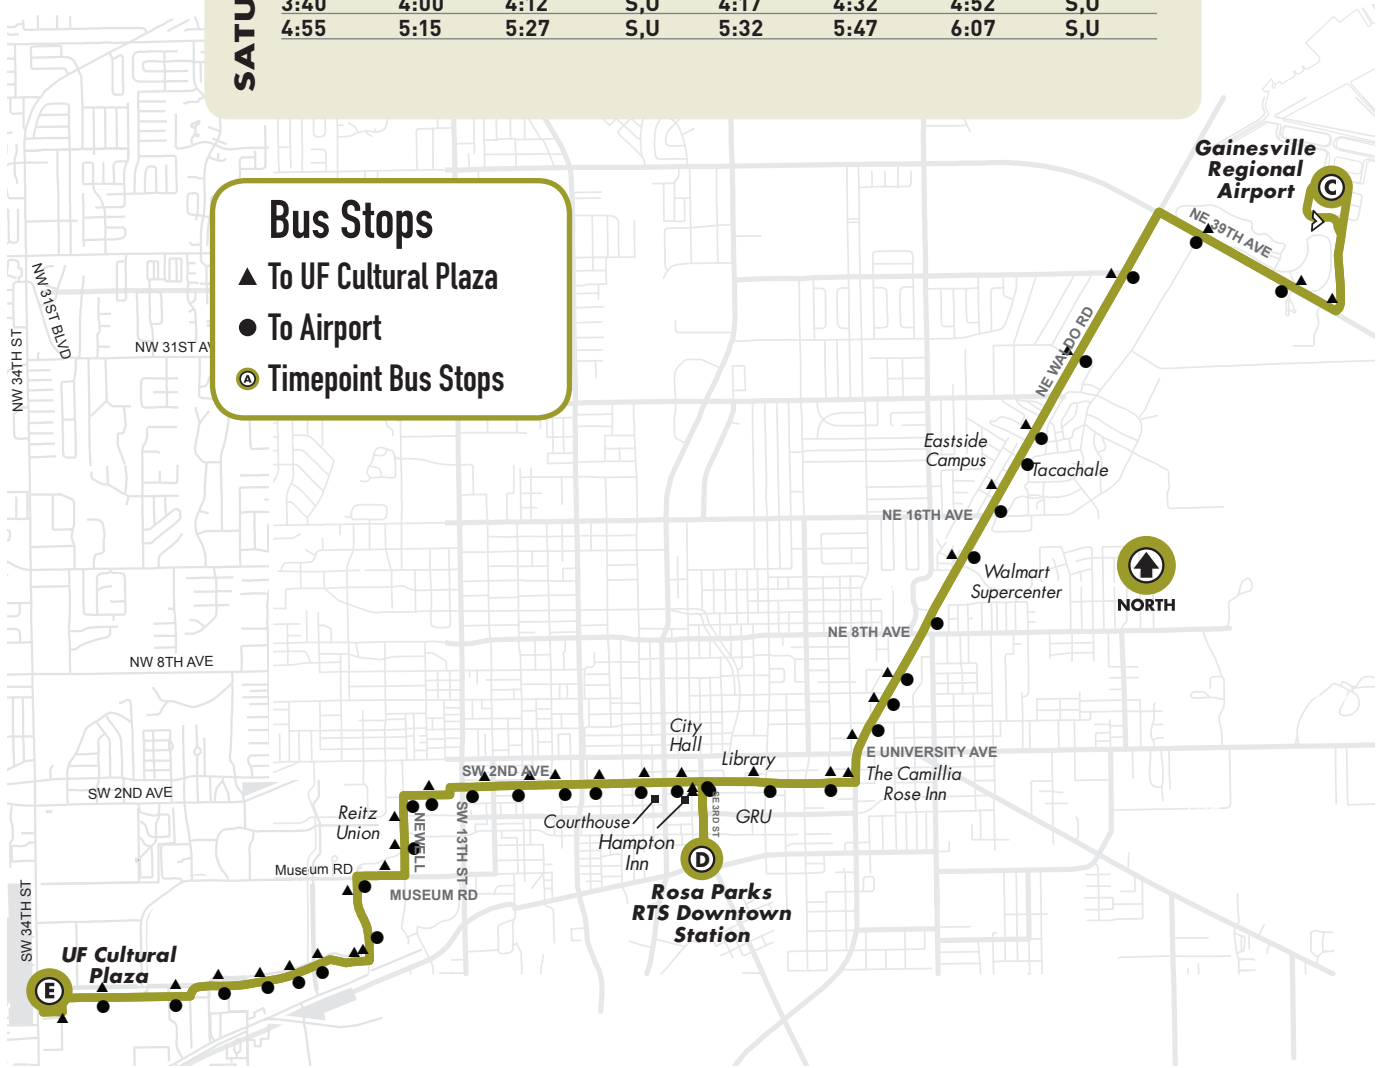 SATU
3:40 4:00 4:12 S,U 4:17 4:32 4:52 S,U
4:55 5:15 5:27 S,U 5:32 5:47 6:07 S,U
Gainesville
Regional
Airport
C
NE 39TH AVE
Bus Stops
To UF Cultural Plaza
To Airport
A Timepoint Bus Stops
NW 31ST BLVD
NW 34TH ST
NW 31ST AV
NE WALDO RD
Eastside
Campus
Tacachale
NE 16TH AVE
Walmart
Supercenter
NORTH
NE 8TH AVE
NW 8TH AVE
City
Hall
Library
E UNIVERSITY AVE
The Camillia
Rose Inn
SW 2ND AVE
SW 2ND AVE
Reitz
Union
NEWELL
SW 13TH ST
Courthouse
Hampton
Inn
SE 3RD ST
GRU
D
Rosa Parks
RTS Downtown
Station
Museum RD
MUSEUM RD
SW 34TH ST
UF Cultural
Plaza
E